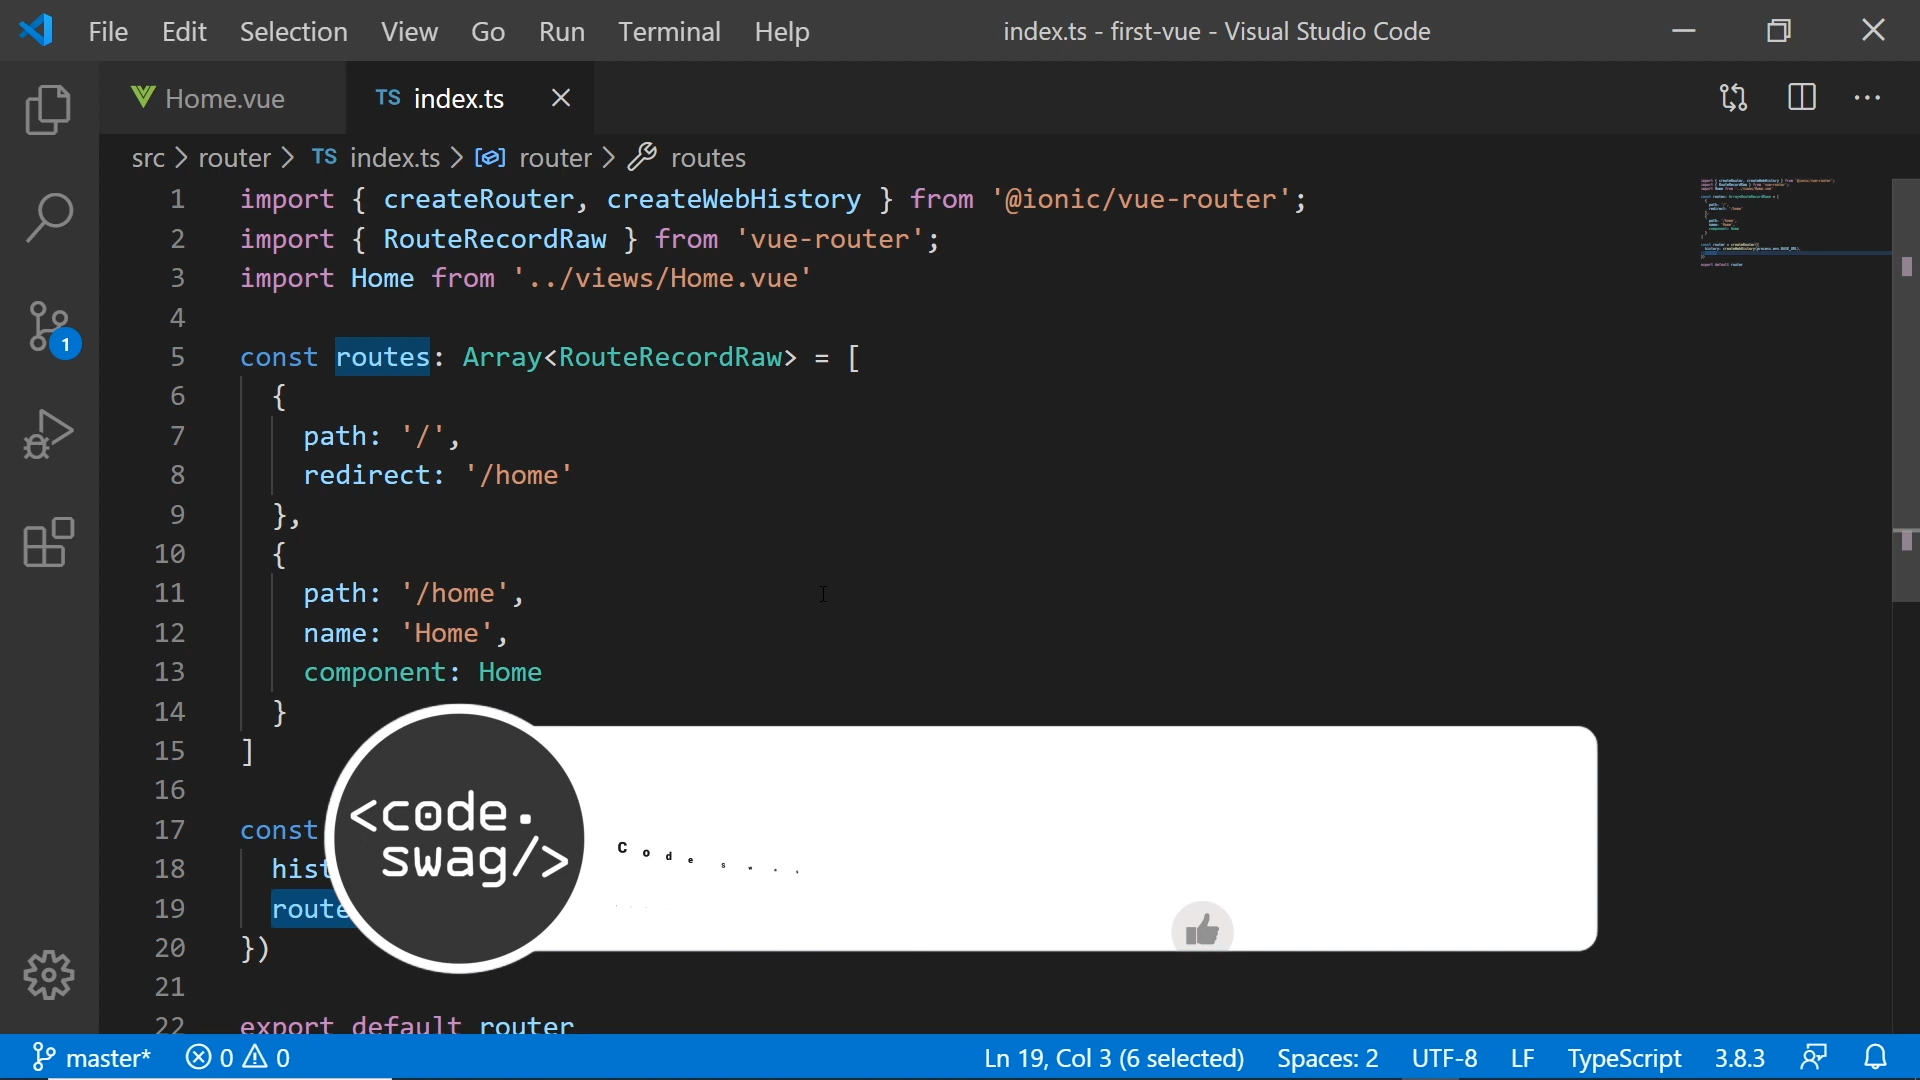 File Edit Selection View Go Run Terminal Help index.ts - first-vue - Visual Studio Code
Home.vue TS index.ts
src > router > TS index.ts > router > routes
1 import { createRouter, createWebHistory } from '@ionic/vue-router';
2 import { RouteRecordRaw } from 'vue-router';
3 import Home from '../views/Home.vue'
4
5 const routes: Array<RouteRecordRaw> = [
6 {
7 path: '/',
8 redirect: '/home'
9 },
10 {
11 path: '/home',
12 name: 'Home',
13 component: Home
14 }
15 ]
16
17 const
18 hist
19 route
20 })
21
22 export default router
<code.
swag/>
Code
1
master* 0 0 Ln 19, Col 3 (6 selected) Spaces: 2 UTF-8 LF TypeScript 3.8.3